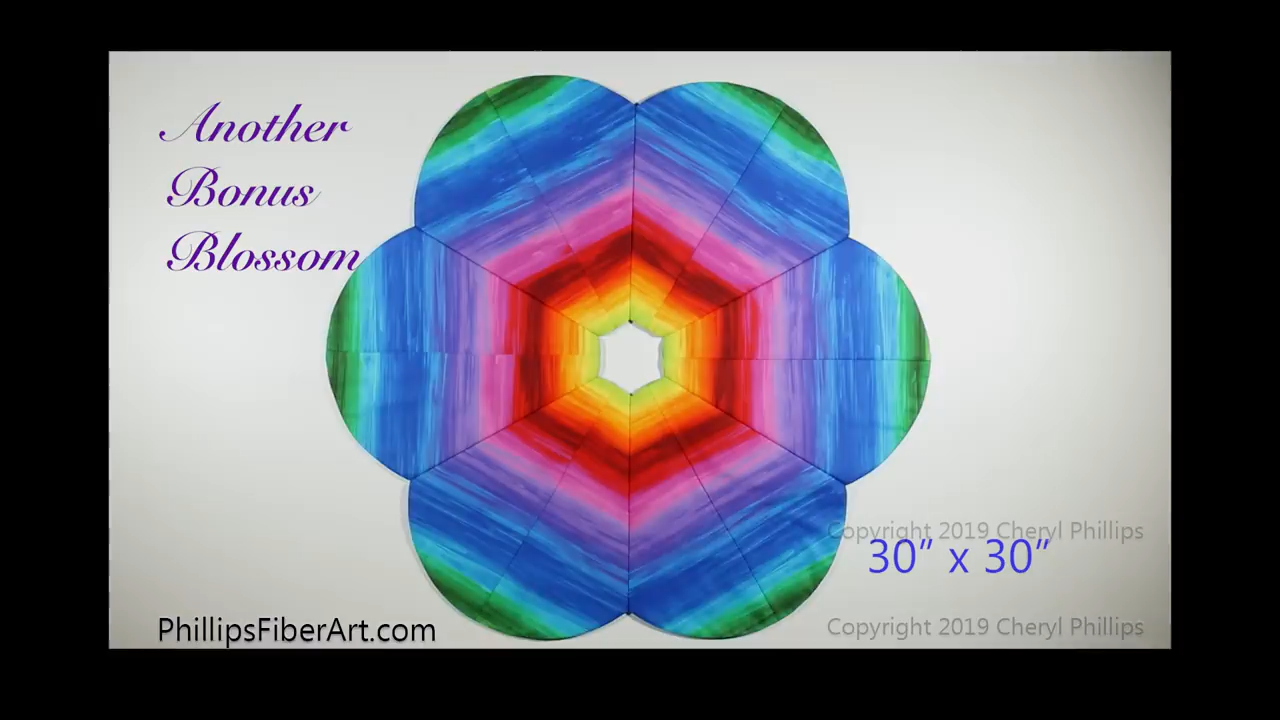 Another
Bonus
Blossom
Copyright 2019 Cheryl Phillips
30” x 30”
PhillipsFiberArt.com
Copyright 2019 Cheryl Phillips